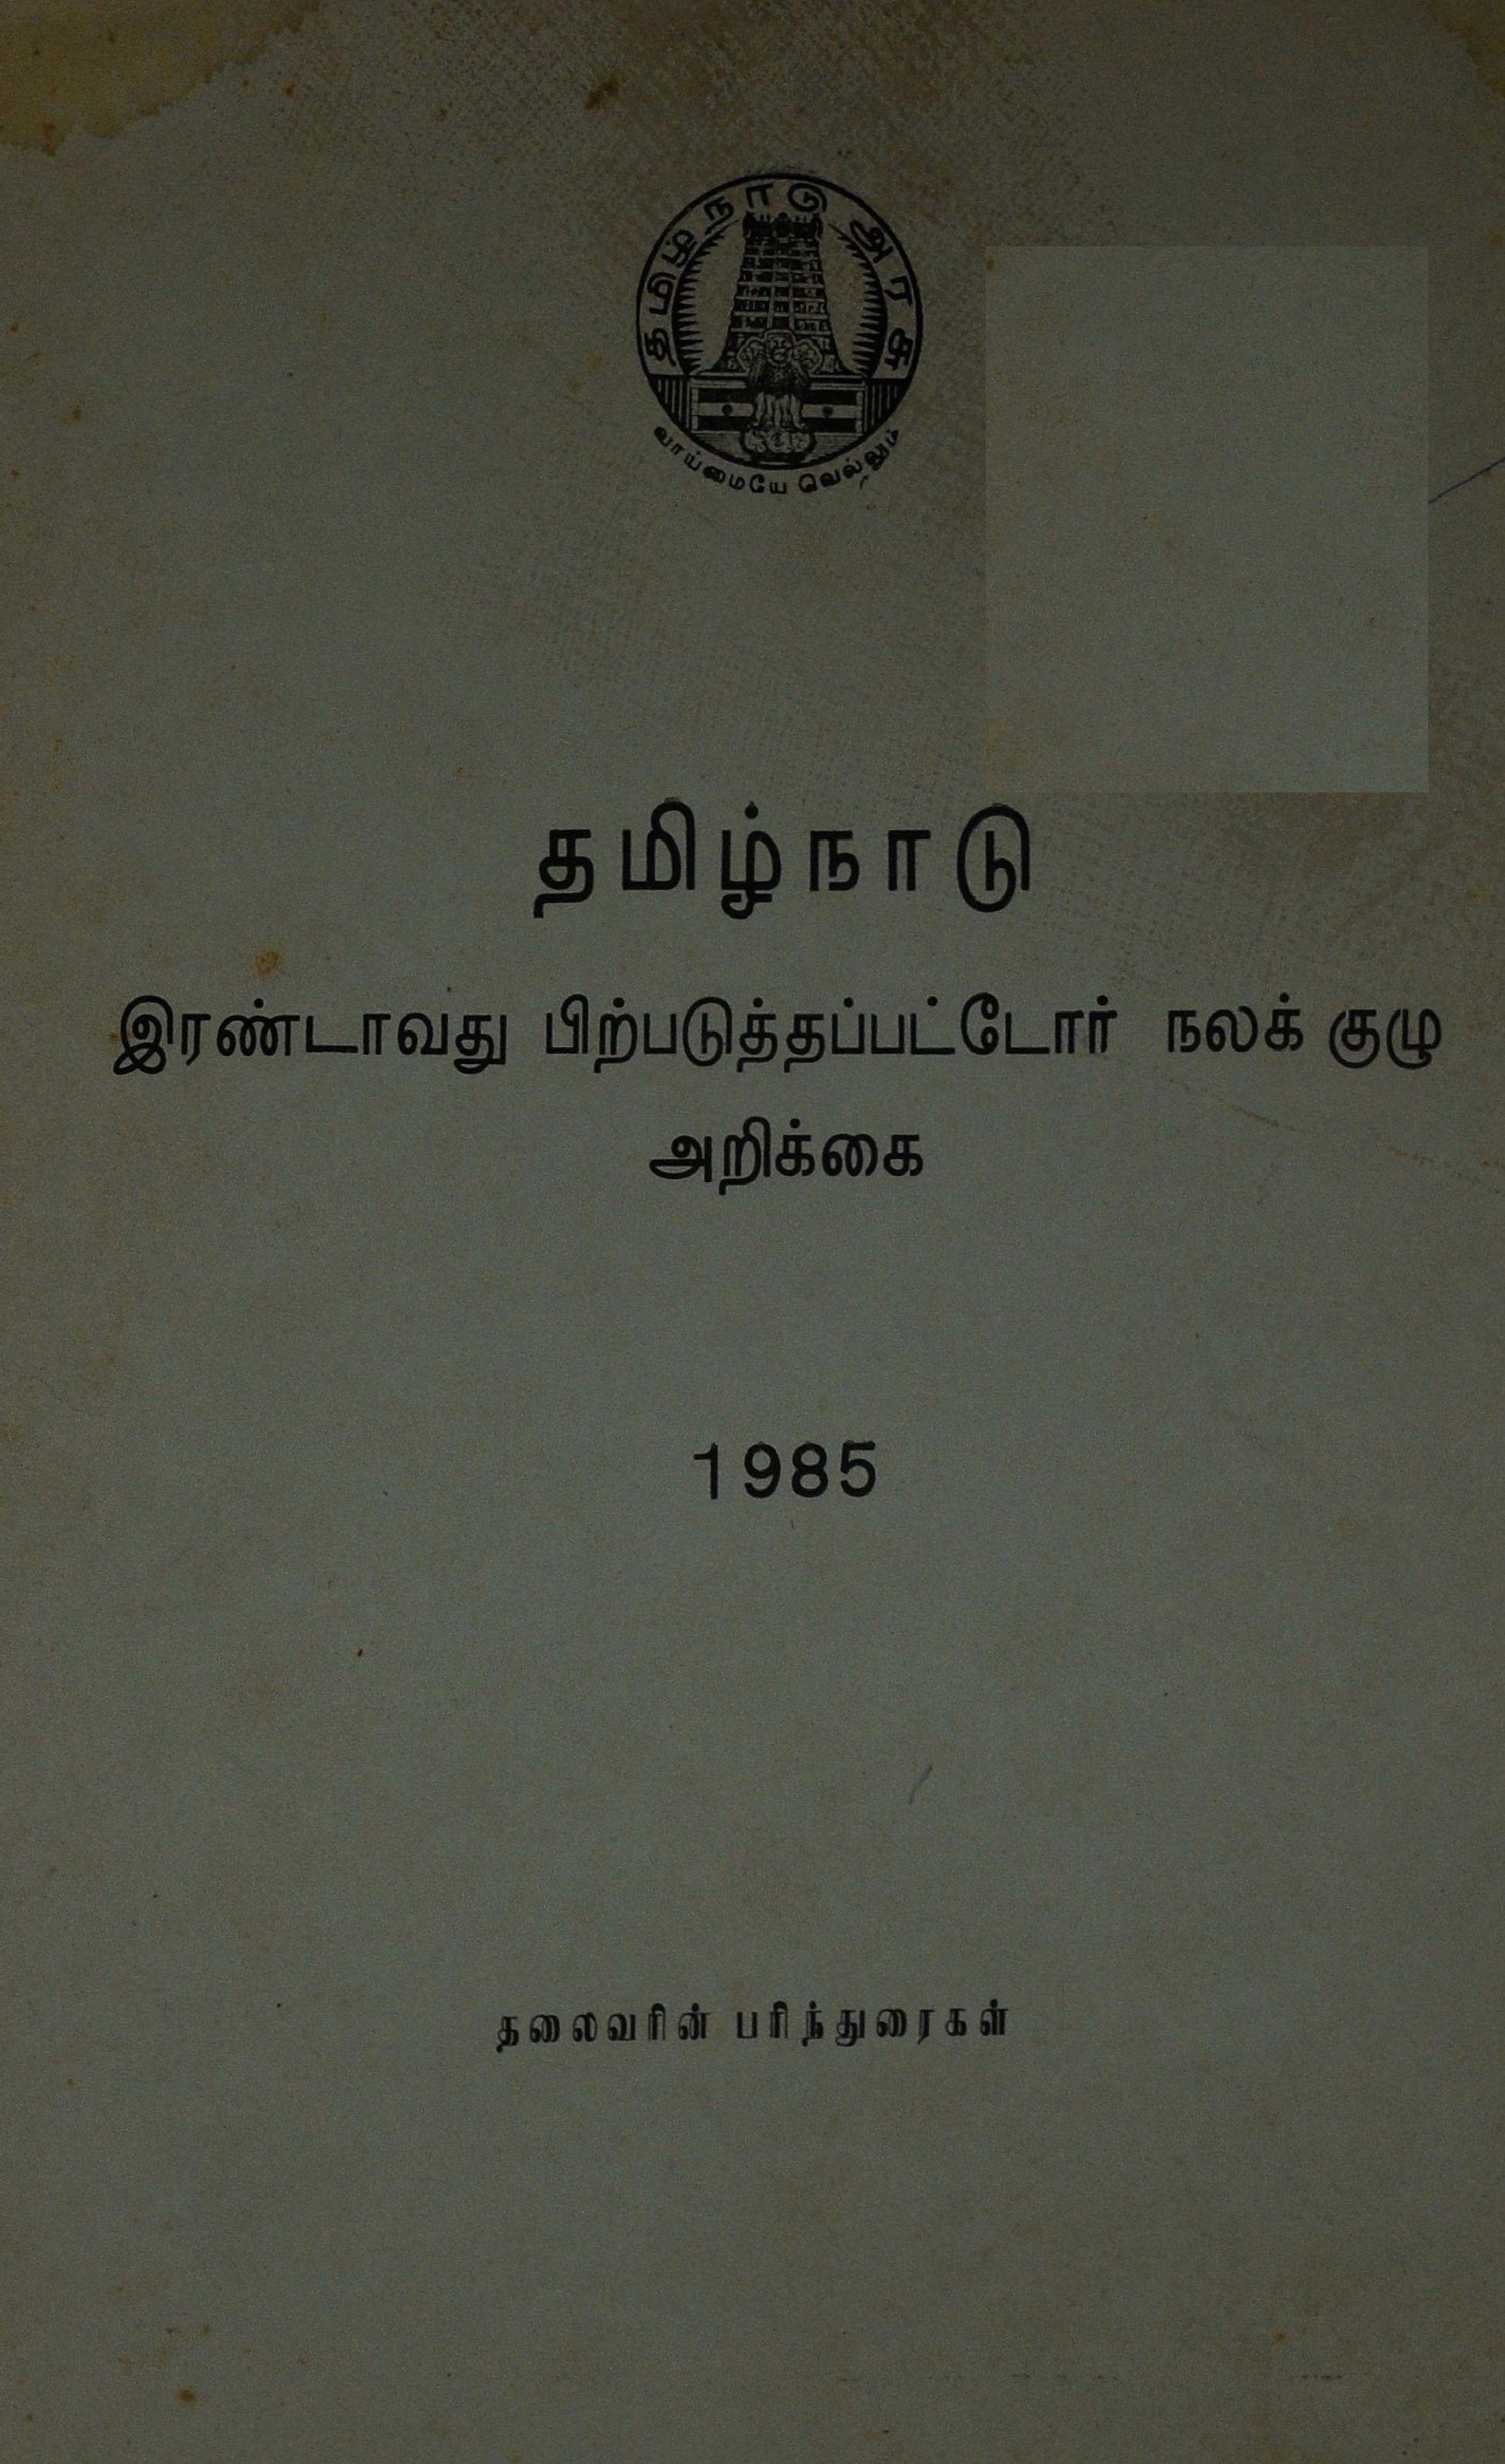 தமிழ்நாடு அரசு
வாய்மையே வெல்லும்
தமிழ்நாடு
இரண்டாவது பிற்படுத்தப்பட்டோர் நலக் குழு
அறிக்கை
1985
தலைவரின் பரிந்துரைகள்